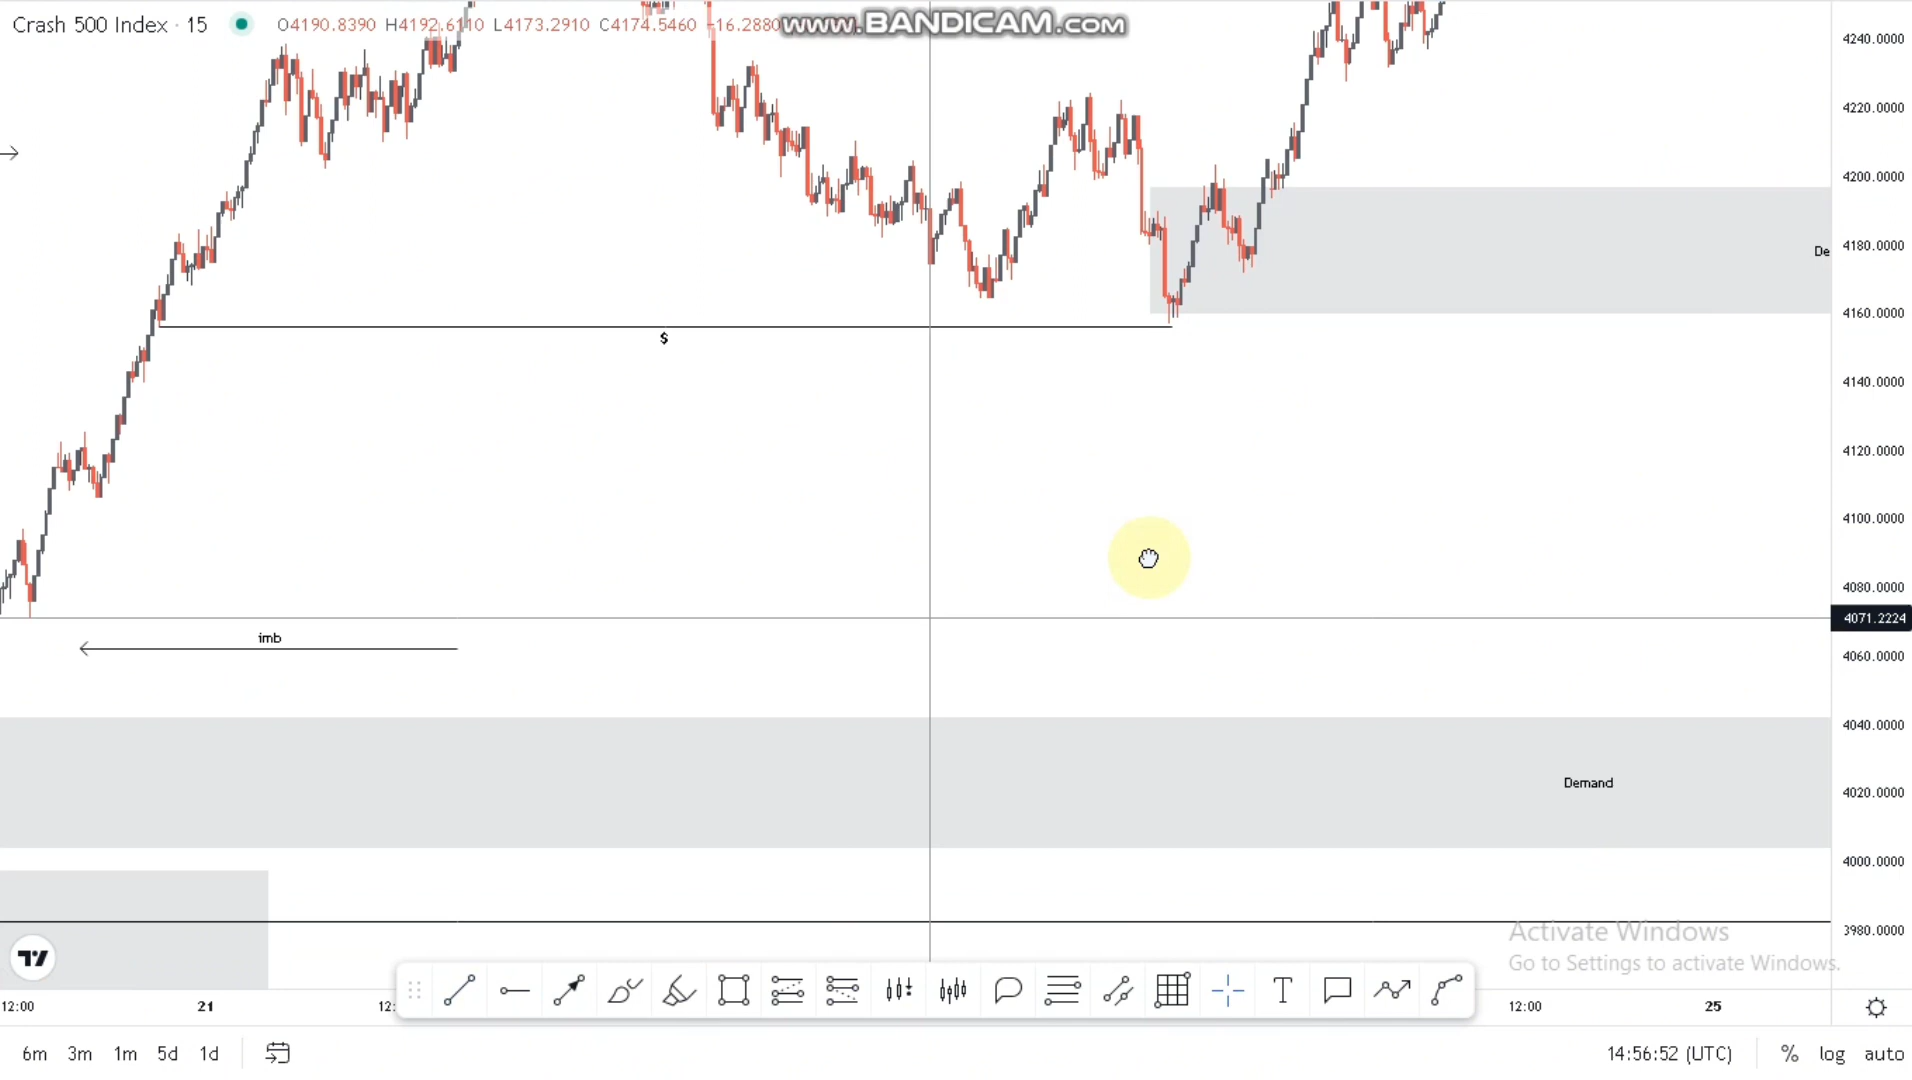 Crash 500 Index · 15 O4190.8390 H4192.6110 L4173.2910 C4174.5460 −16.2880
www.BANDICAM.com
4240.0000
4220.0000
4200.0000
4180.0000
De
4160.0000
$
4140.0000
4120.0000
4100.0000
4080.0000
4071.2224
imb
4060.0000
4040.0000
Demand
4020.0000
4000.0000
3980.0000
Activate Windows
Go to Settings to activate Windows.
12:00 21 12: 12:00 25
6m 3m 1m 5d 1d 14:56:52 (UTC) % log auto